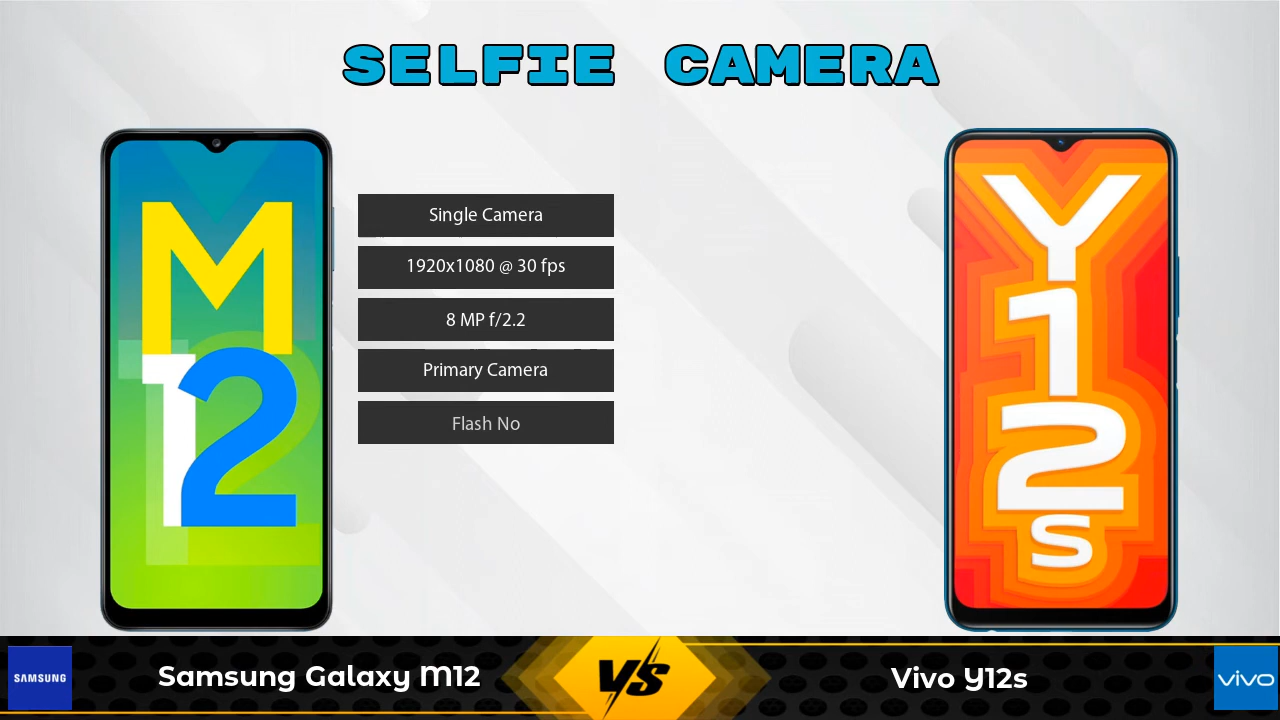 SELFIE CAMERA
M
12
Single Camera
1920x1080 @ 30 fps
8 MP f/2.2
Primary Camera
Flash No
Y
1
2
s
SAMSUNG
Samsung Galaxy M12
VS
Vivo Y12s
vivo